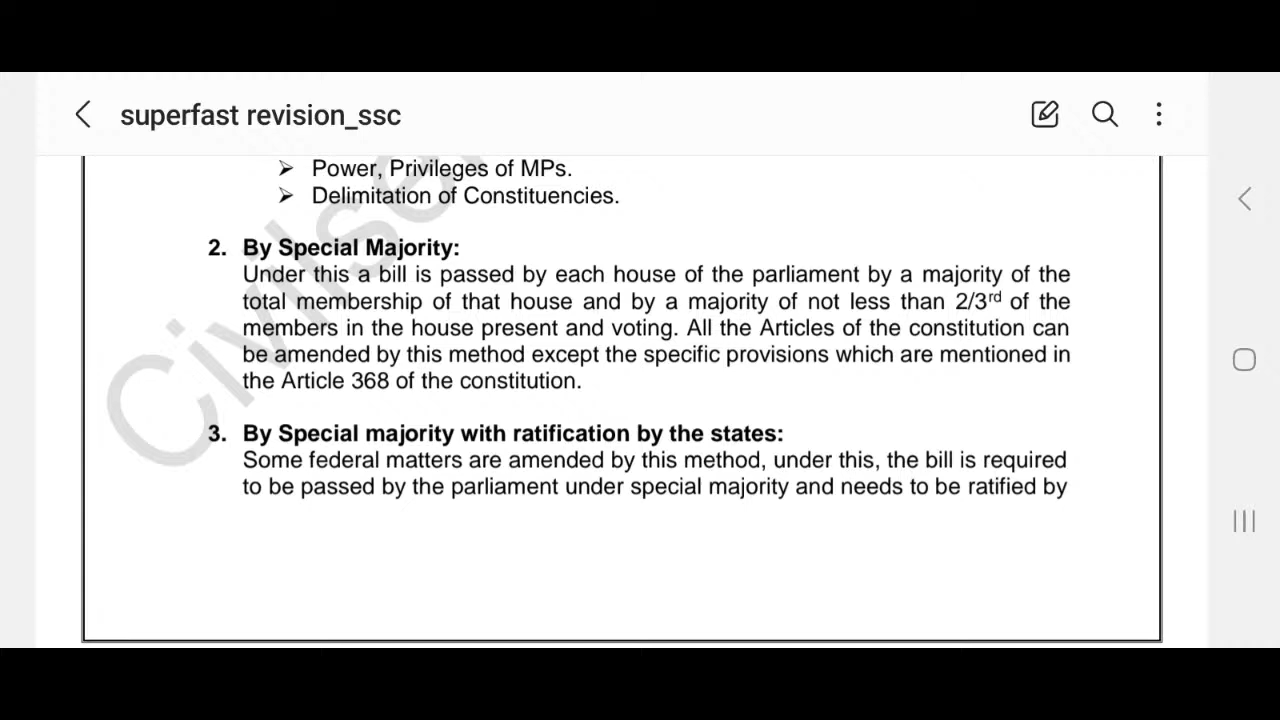 superfast revision_ssc
➢ Power, Privileges of MPs.
➢ Delimitation of Constituencies.
2. By Special Majority:
Under this a bill is passed by each house of the parliament by a majority of the
total membership of that house and by a majority of not less than 2/3rd of the
members in the house present and voting. All the Articles of the constitution can
be amended by this method except the specific provisions which are mentioned in
the Article 368 of the constitution.
3. By Special majority with ratification by the states:
Some federal matters are amended by this method, under this, the bill is required
to be passed by the parliament under special majority and needs to be ratified by